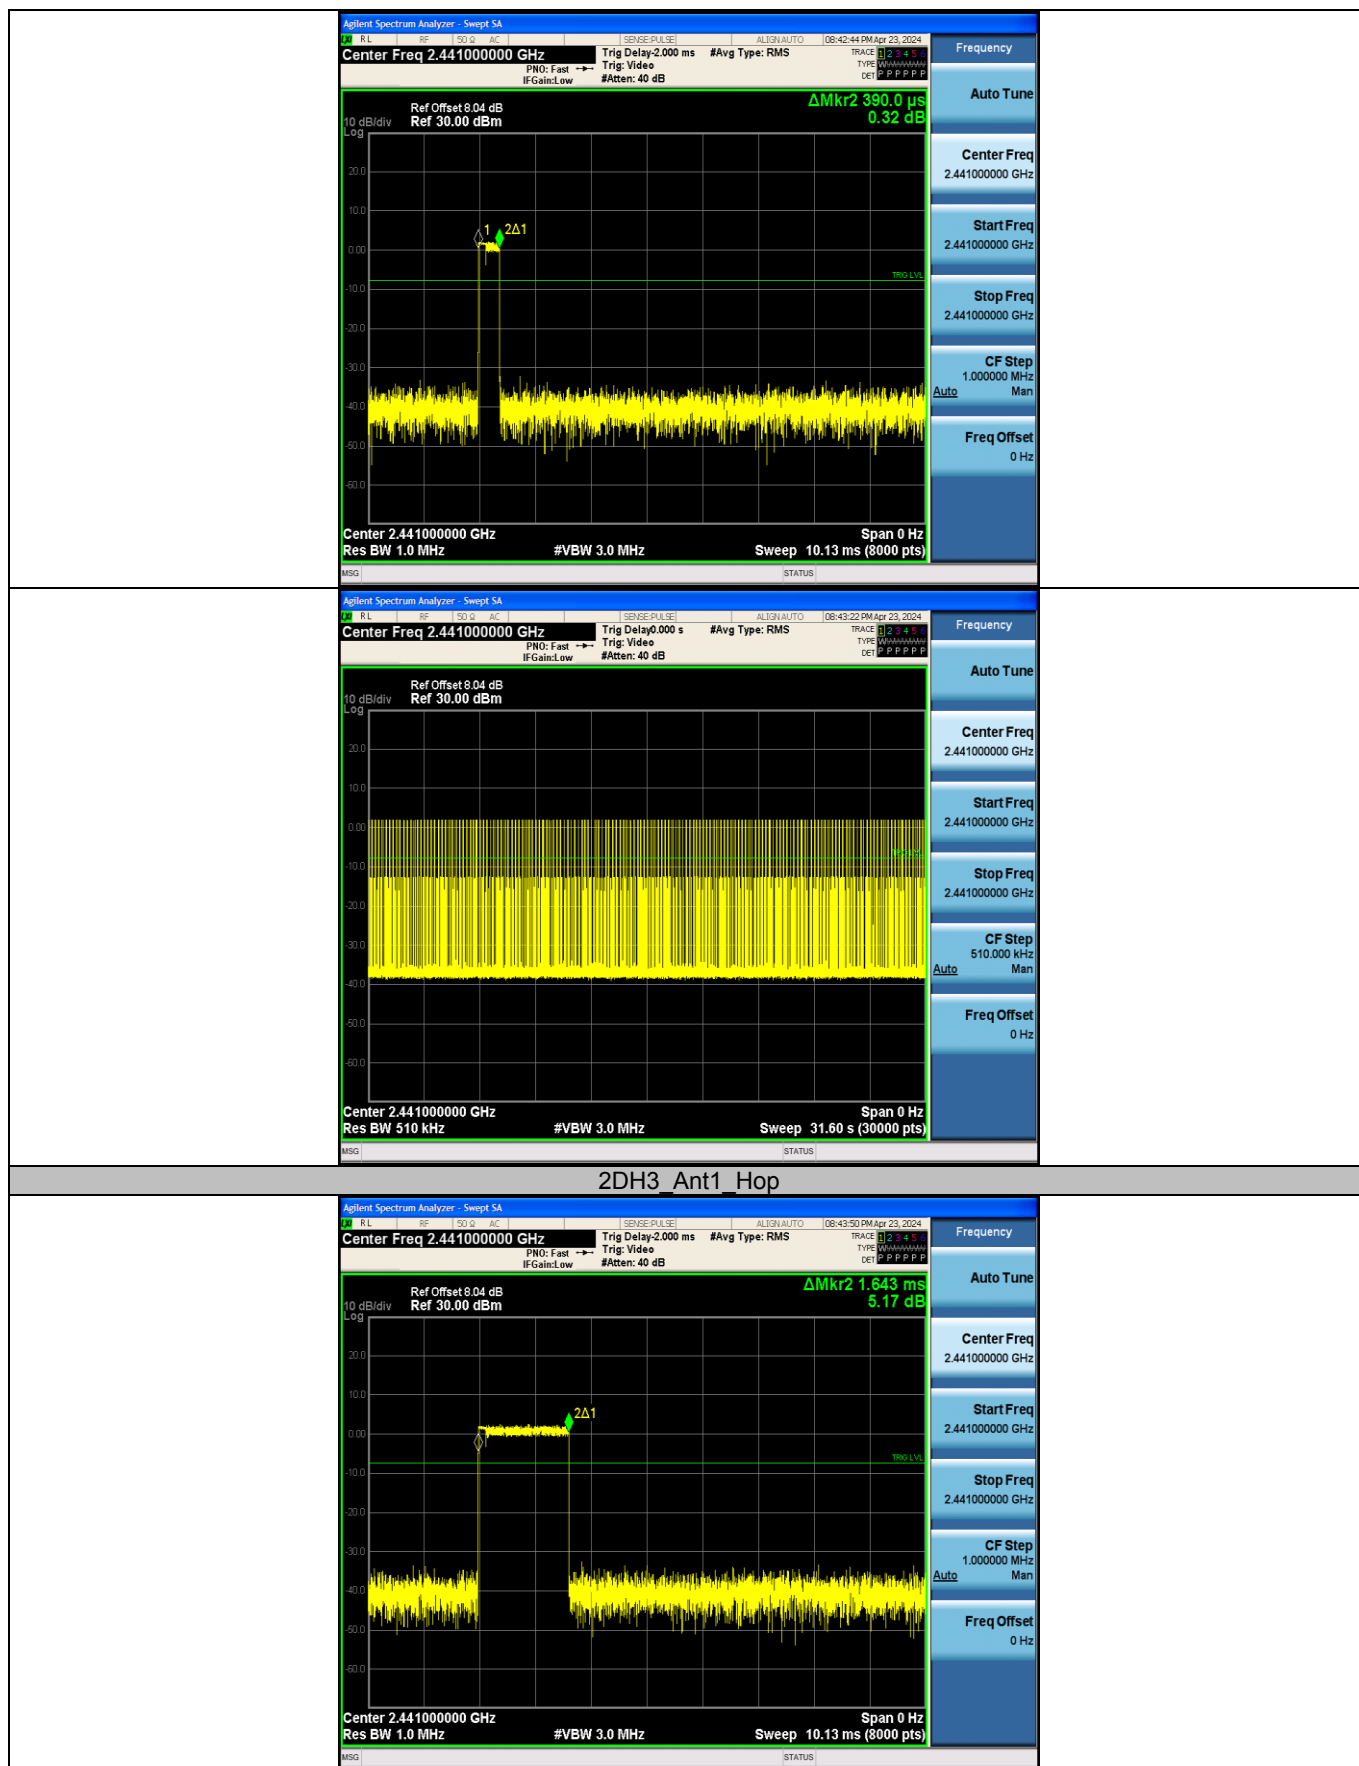 Agilent Spectrum Analyzer - Swept SA
RL RF 50 Ω AC SENSE:PULSE ALIGN AUTO 08:42:44 PM Apr 23, 2024
Center Freq 2.441000000 GHz Trig Delay-2.000 ms #Avg Type: RMS TRACE 1 2 3 4 5 6
PNO: Fast Trig: Video TYPE
IFGain:Low #Atten: 40 dB DET P P P P P P
Frequency
ΔMkr2 390.0 µs
0.32 dB
Ref Offset 8.04 dB
10 dB/div Ref 30.00 dBm
Log
20.0
10.0
0.00
-10.0
-20.0
-30.0
-40.0
-50.0
-60.0
1 2Δ1
TRIG LVL
Center 2.441000000 GHz Span 0 Hz
Res BW 1.0 MHz #VBW 3.0 MHz Sweep 10.13 ms (8000 pts)
MSG STATUS
Auto Tune
Center Freq
2.441000000 GHz
Start Freq
2.441000000 GHz
Stop Freq
2.441000000 GHz
CF Step
1.000000 MHz
Auto Man
Freq Offset
0 Hz
Agilent Spectrum Analyzer - Swept SA
RL RF 50 Ω AC SENSE:PULSE ALIGN AUTO 08:43:22 PM Apr 23, 2024
Center Freq 2.441000000 GHz Trig Delay0.000 s #Avg Type: RMS TRACE 1 2 3 4 5 6
PNO: Fast Trig: Video TYPE
IFGain:Low #Atten: 40 dB DET P P P P P P
Frequency
Ref Offset 8.04 dB
10 dB/div Ref 30.00 dBm
Log
20.0
10.0
0.00
-10.0
-20.0
-30.0
-40.0
-50.0
-60.0
Center 2.441000000 GHz Span 0 Hz
Res BW 510 kHz #VBW 3.0 MHz Sweep 31.60 s (30000 pts)
MSG STATUS
Auto Tune
Center Freq
2.441000000 GHz
Start Freq
2.441000000 GHz
Stop Freq
2.441000000 GHz
CF Step
510.000 kHz
Auto Man
Freq Offset
0 Hz
2DH3_Ant1_Hop
Agilent Spectrum Analyzer - Swept SA
RL RF 50 Ω AC SENSE:PULSE ALIGN AUTO 08:43:50 PM Apr 23, 2024
Center Freq 2.441000000 GHz Trig Delay-2.000 ms #Avg Type: RMS TRACE 1 2 3 4 5 6
PNO: Fast Trig: Video TYPE
IFGain:Low #Atten: 40 dB DET P P P P P P
Frequency
ΔMkr2 1.643 ms
5.17 dB
Ref Offset 8.04 dB
10 dB/div Ref 30.00 dBm
Log
20.0
10.0
0.00
-10.0
-20.0
-30.0
-40.0
-50.0
-60.0
2Δ1
TRIG LVL
Center 2.441000000 GHz Span 0 Hz
Res BW 1.0 MHz #VBW 3.0 MHz Sweep 10.13 ms (8000 pts)
MSG STATUS
Auto Tune
Center Freq
2.441000000 GHz
Start Freq
2.441000000 GHz
Stop Freq
2.441000000 GHz
CF Step
1.000000 MHz
Auto Man
Freq Offset
0 Hz